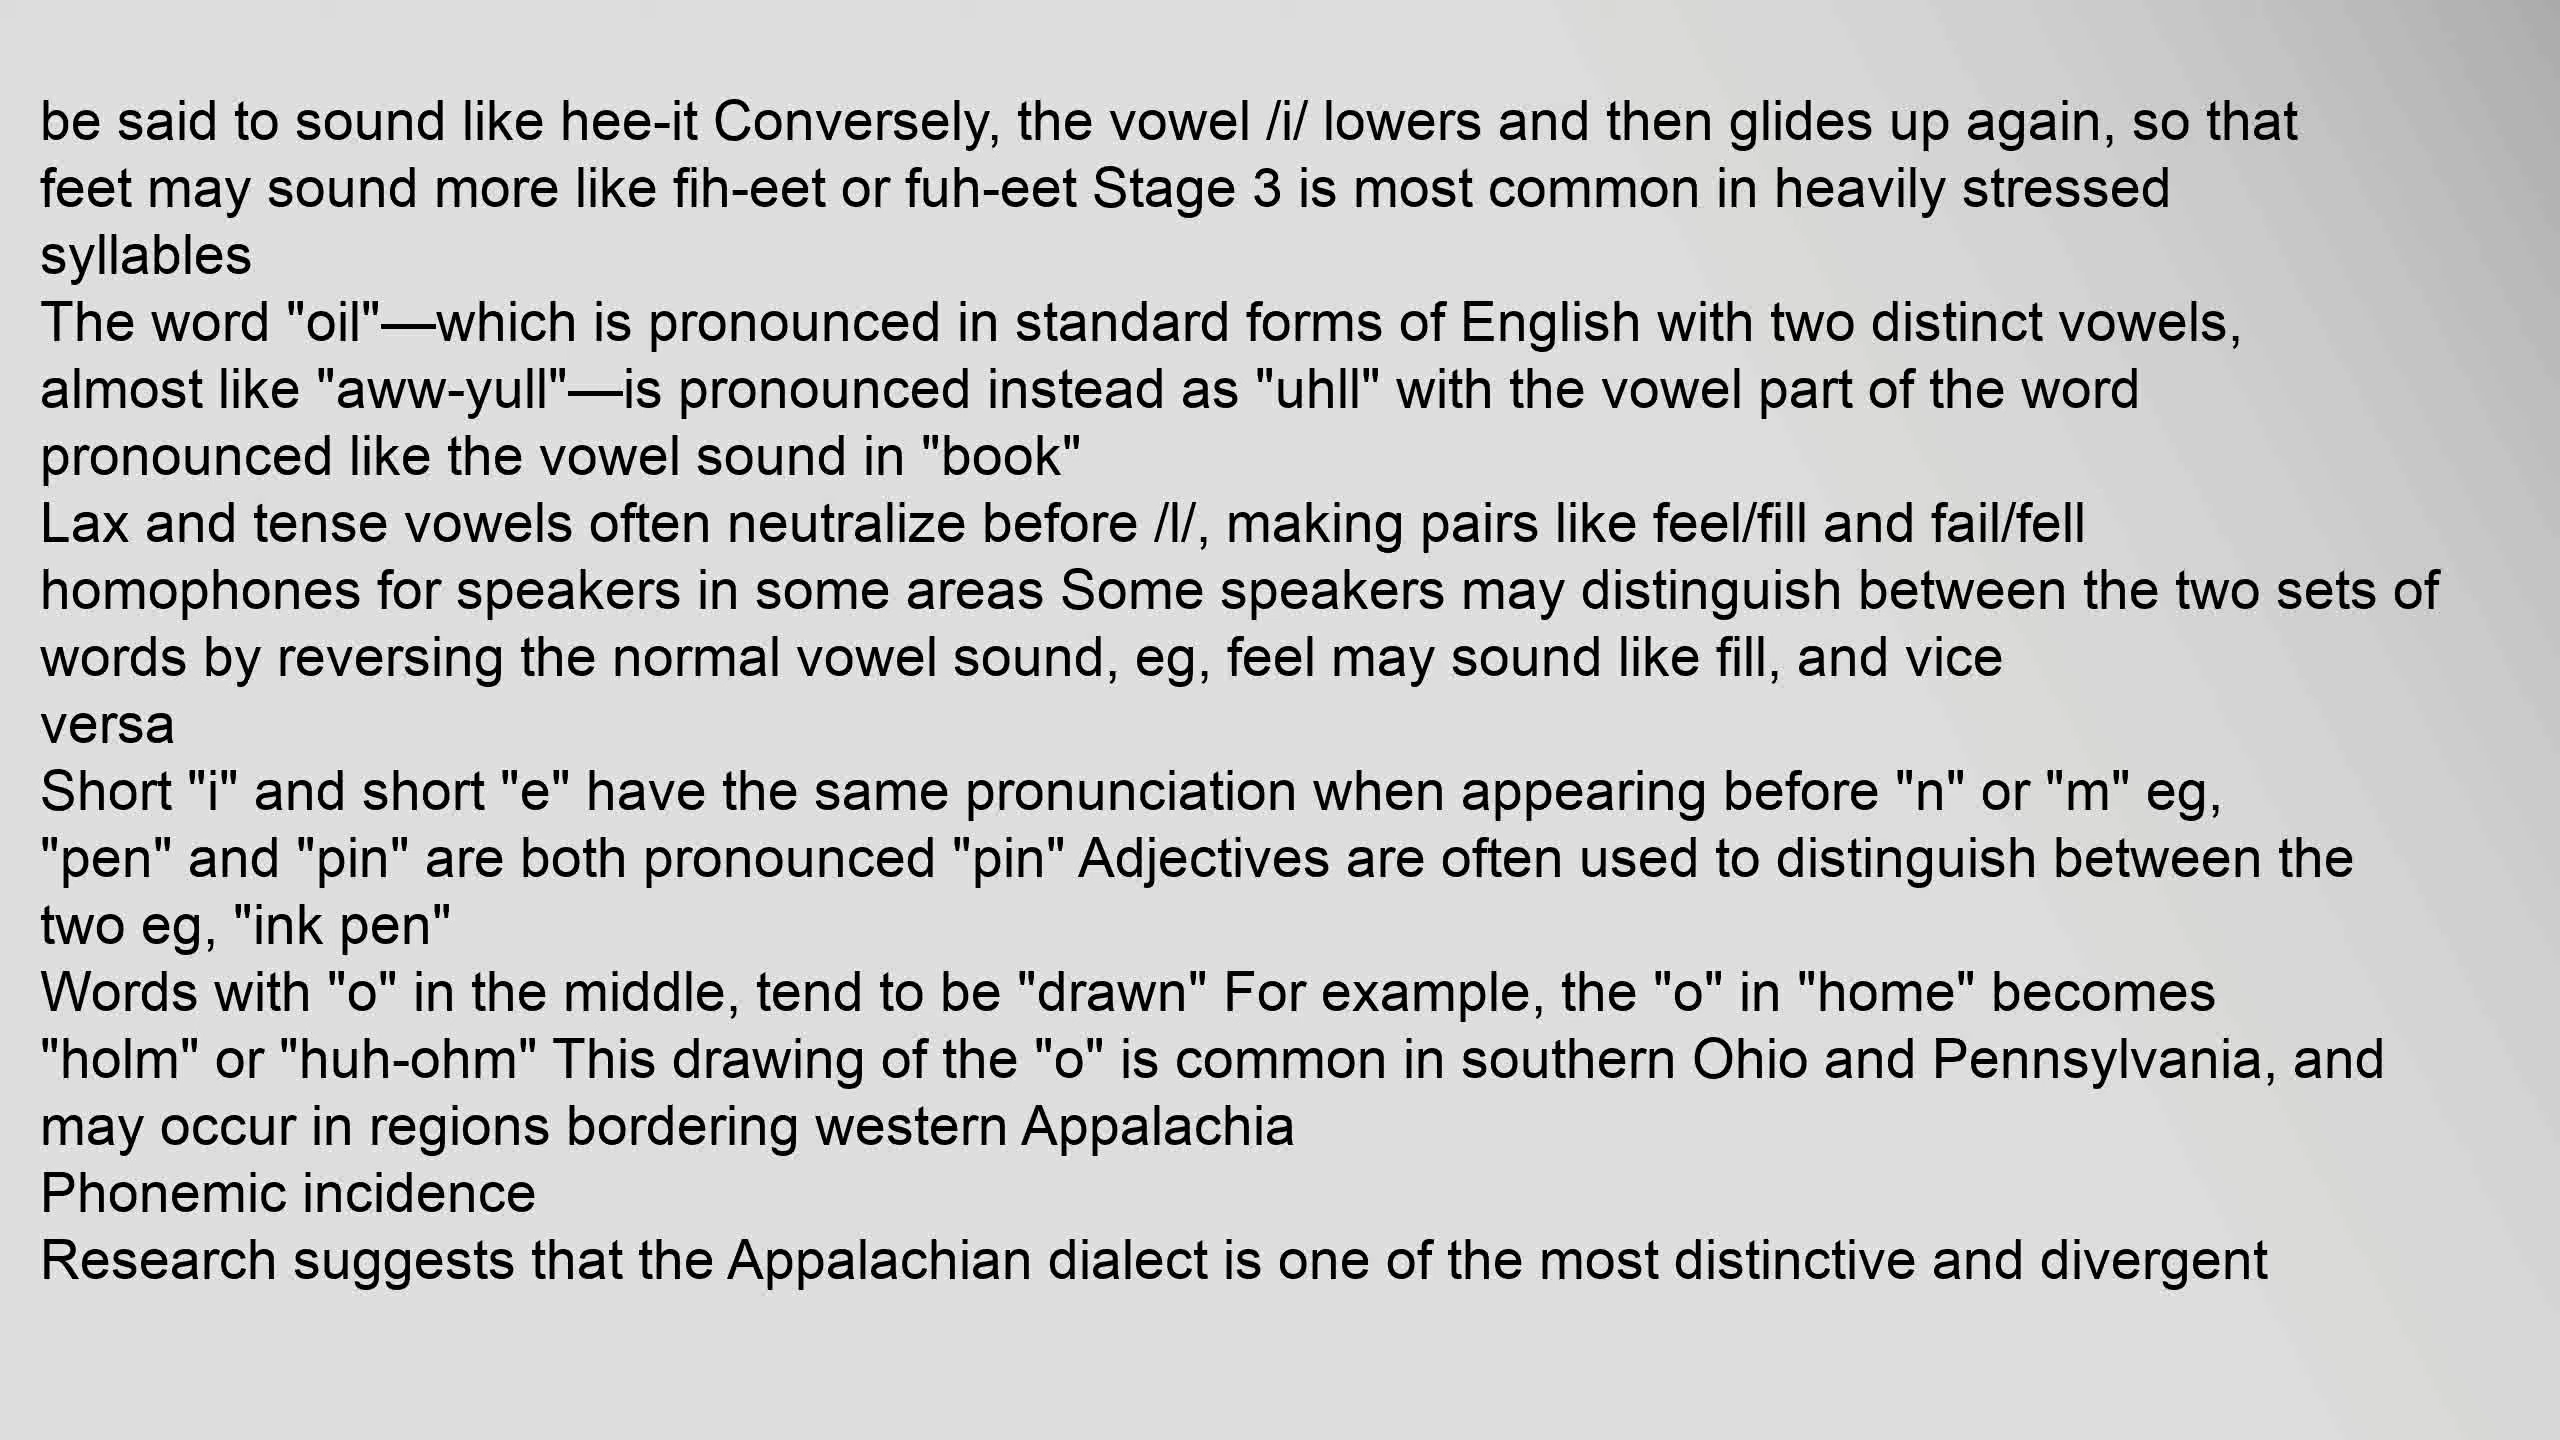 be said to sound like hee-it Conversely, the vowel /i/ lowers and then glides up again, so that
feet may sound more like fih-eet or fuh-eet Stage 3 is most common in heavily stressed
syllables
The word "oil"—which is pronounced in standard forms of English with two distinct vowels,
almost like "aww-yull"—is pronounced instead as "uhll" with the vowel part of the word
pronounced like the vowel sound in "book"
Lax and tense vowels often neutralize before /l/, making pairs like feel/fill and fail/fell
homophones for speakers in some areas Some speakers may distinguish between the two sets of
words by reversing the normal vowel sound, eg, feel may sound like fill, and vice
versa
Short "i" and short "e" have the same pronunciation when appearing before "n" or "m" eg,
"pen" and "pin" are both pronounced "pin" Adjectives are often used to distinguish between the
two eg, "ink pen"
Words with "o" in the middle, tend to be "drawn" For example, the "o" in "home" becomes
"holm" or "huh-ohm" This drawing of the "o" is common in southern Ohio and Pennsylvania, and
may occur in regions bordering western Appalachia
Phonemic incidence
Research suggests that the Appalachian dialect is one of the most distinctive and divergent